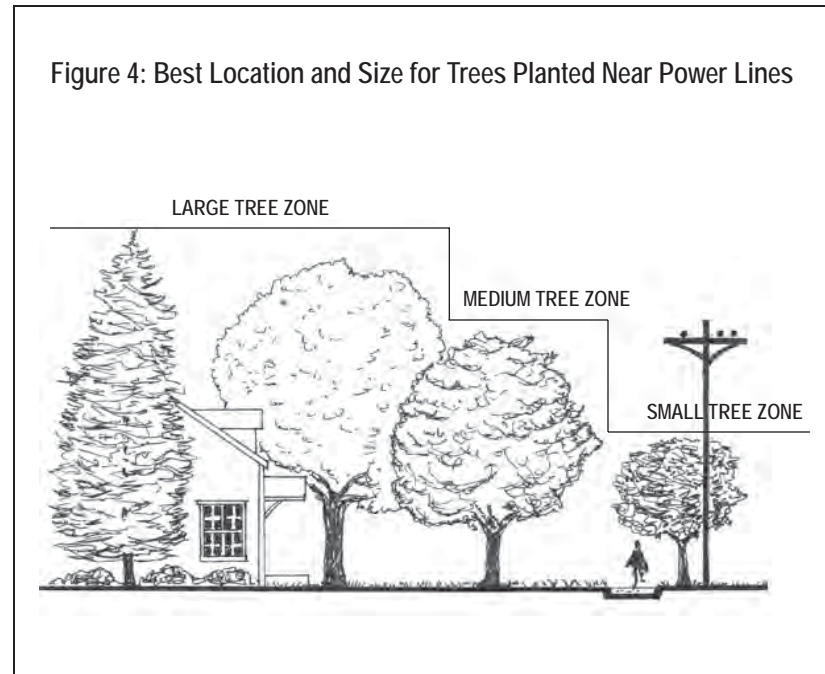 Figure 4: Best Location and Size for Trees Planted Near Power Lines
LARGE TREE ZONE
MEDIUM TREE ZONE
SMALL TREE ZONE